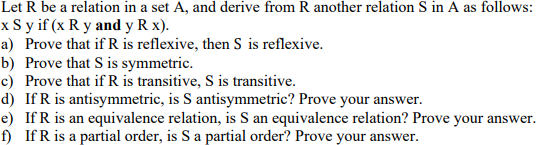 Let R be a relation in a set A, and derive from R another relation S in A as follows:
x S y if (x R y and y R x).
a) Prove that if R is reflexive, then S is reflexive.
b) Prove that S is symmetric.
c) Prove that if R is transitive, S is transitive.
d) If R is antisymmetric, is S antisymmetric? Prove your answer.
e) If R is an equivalence relation, is S an equivalence relation? Prove your answer.
f) If R is a partial order, is S a partial order? Prove your answer.